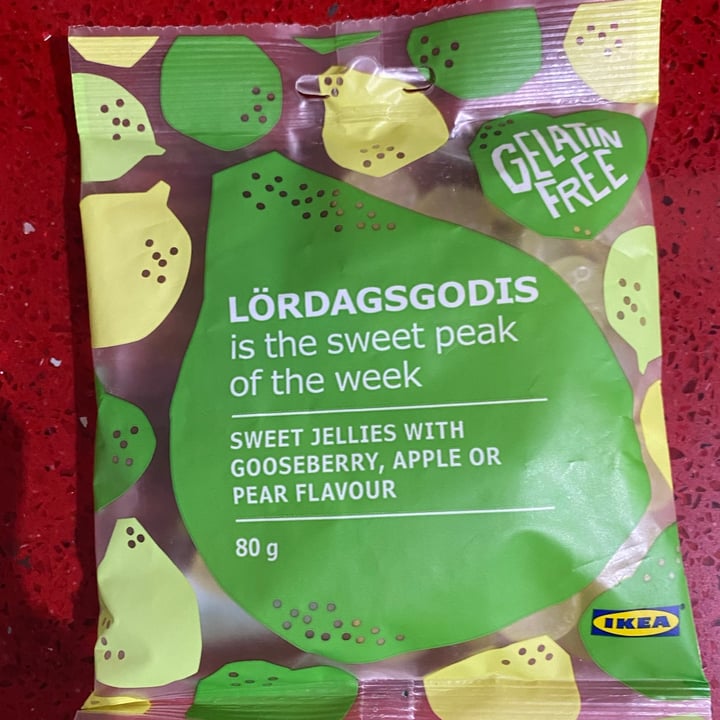 GELATIN
FREE
LÖRDAGSGODIS
is the sweet peak
of the week
SWEET JELLIES WITH
GOOSEBERRY, APPLE OR
PEAR FLAVOUR
80 g
IKEA